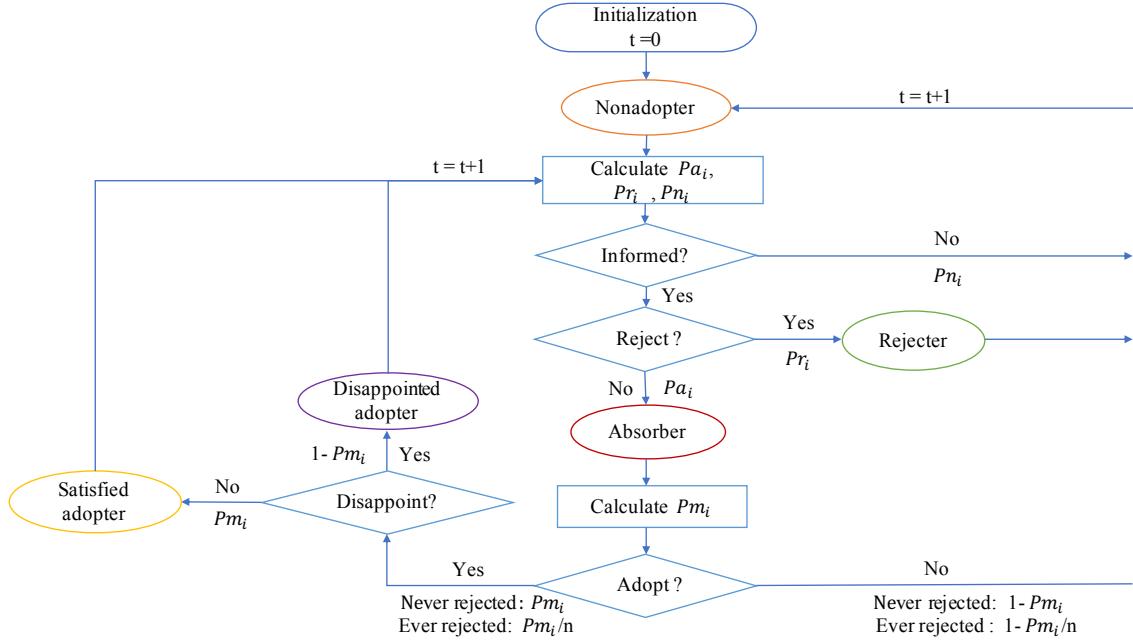 Initialization
t =0
Nonadopter
t = t+1
t = t+1
Calculate Pa_i,
Pr_i , Pn_i
Informed?
No
Pn_i
Yes
Reject ?
Yes
Pr_i
Rejecter
No Pa_i
Disappointed
adopter
Absorber
1- Pm_i Yes
Satisfied
adopter
No
Pm_i
Disappoint?
Calculate Pm_i
Adopt ?
Yes
Never rejected: Pm_i
Ever rejected: Pm_i/n
No
Never rejected: 1- Pm_i
Ever rejected: 1- Pm_i/n